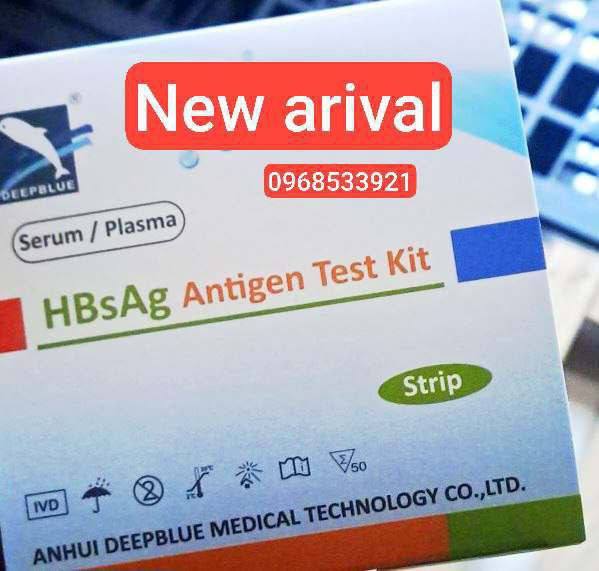 New arival
0968533921
DEEPBLUE
Serum / Plasma
HBsAg Antigen Test Kit
Strip
IVD
2
50
ANHUI DEEPBLUE MEDICAL TECHNOLOGY CO.,LTD.